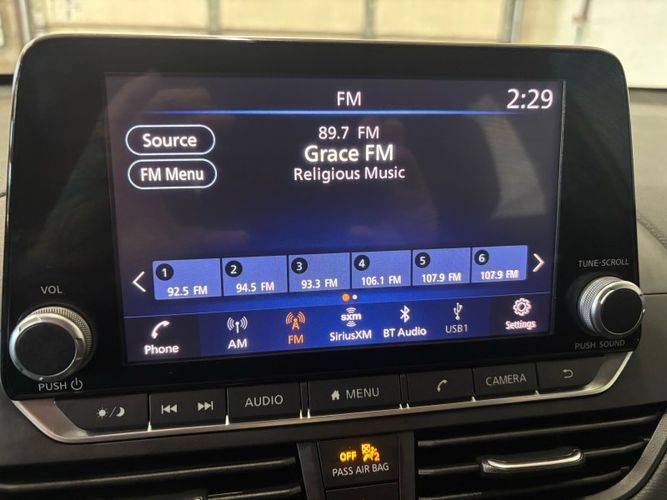 FM
2:29
Source
FM Menu
89.7 FM
Grace FM
Religious Music
1
92.5 FM
2
94.5 FM
3
93.3 FM
4
106.1 FM
5
107.9 FM
6
107.9 FM
Phone
AM
FM
sxm
SiriusXM
BT Audio
USB1
Settings
VOL
PUSH
TUNE·SCROLL
PUSH SOUND
AUDIO
MENU
CAMERA
OFF 2
PASS AIR BAG